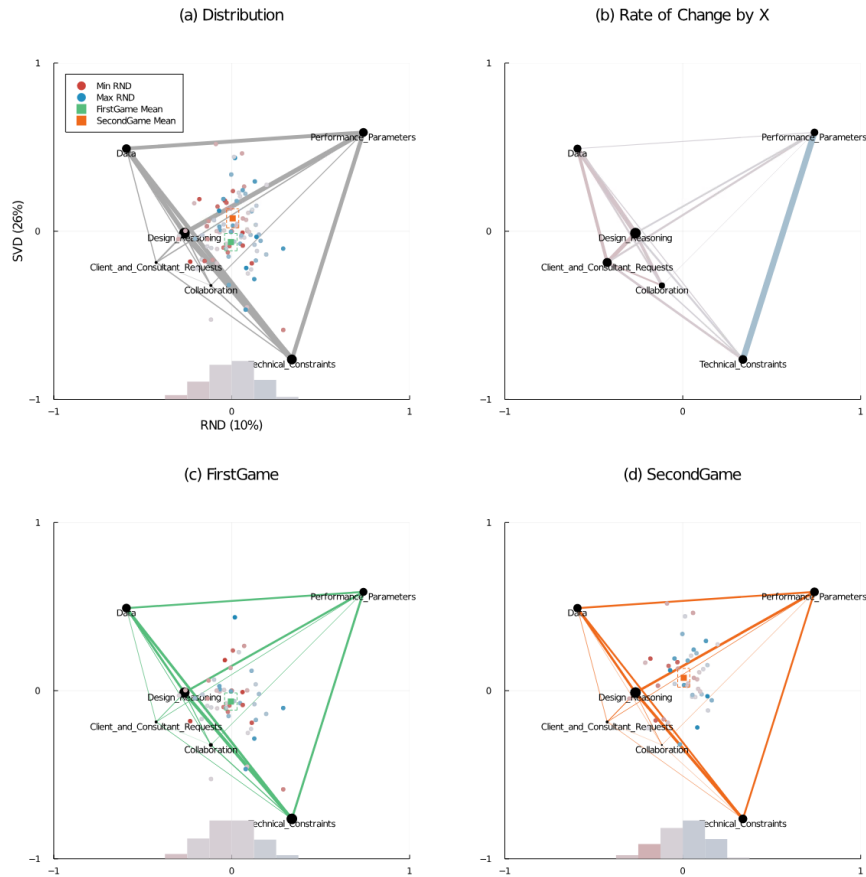 (a) Distribution
1
Min RND
Max RND
FirstGame Mean
SecondGame Mean
Performance_Parameters
Data
SVD (26%)
0
Design_Reasoning
Client_and_Consultant_Requests
Collaboration
Technical_Constraints
−1
−1
0
1
RND (10%)
(b) Rate of Change by X
1
Performance_Parameters
Data
0
Design_Reasoning
Client_and_Consultant_Requests
Collaboration
Technical_Constraints
−1
−1
0
1
(c) FirstGame
1
Performance_Parameters
Data
0
Design_Reasoning
Client_and_Consultant_Requests
Collaboration
Technical_Constraints
−1
−1
0
1
(d) SecondGame
1
Performance_Parameters
Data
0
Design_Reasoning
Client_and_Consultant_Requests
Collaboration
Technical_Constraints
−1
−1
0
1